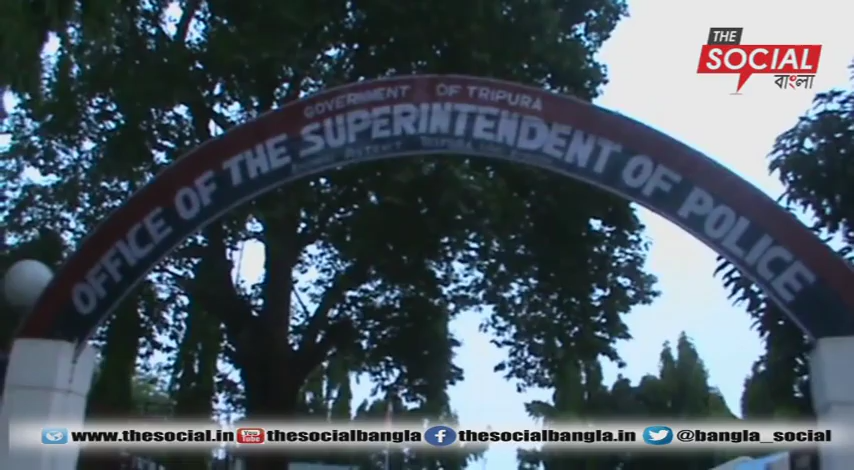 THE
SOCIAL
বাংলা
GOVERNMENT OF TRIPURA
OFFICE OF THE SUPERINTENDENT OF POLICE
www.thesocial.in thesocialbangla thesocialbangla.in @bangla_social